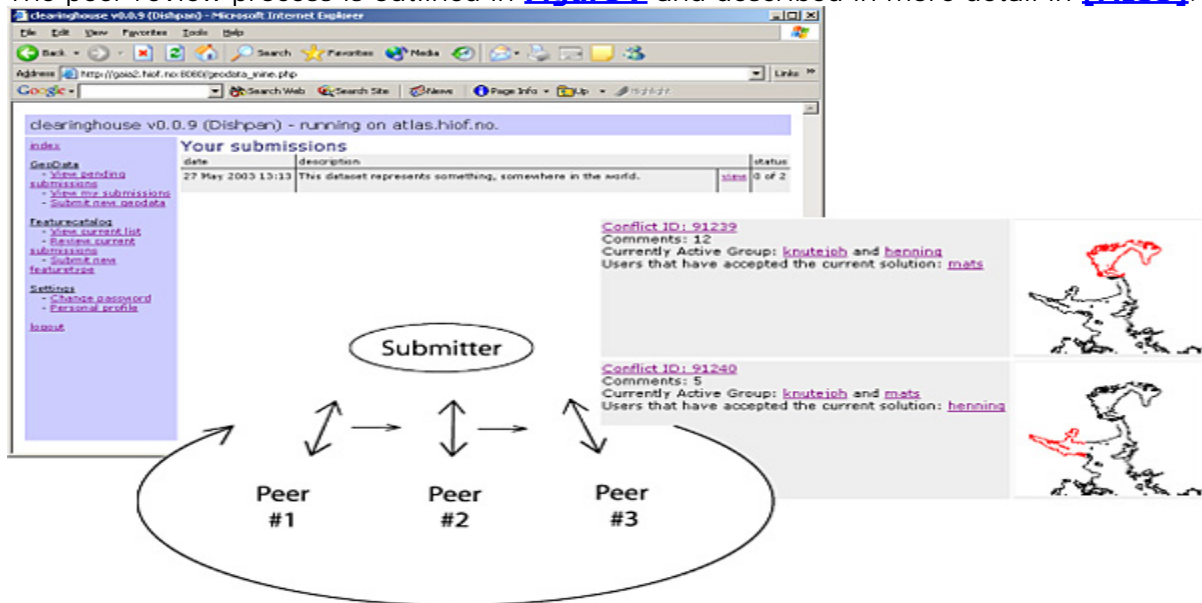 The peer review process is outlined in and described in more detail in
clearinghouse v0.0.9 (Dishpan) - Microsoft Internet Explorer
File Edit View Favorites Tools Help
Back Search Favorites Media
Address http://gaia2.hiof.no:8080/geodata_mine.php Links »
Google Search Web Search Site News Page Info Up Highlight
clearinghouse v0.0.9 (Dishpan) - running on atlas.hiof.no.
index
GeoData
- View pending
submissions
- View my submissions
- Submit new geodata
Featurecatalog
- View current list
- Review current
submissions
- Submit new
featuretype
Settings
- Change password
- Personal profile
logout
Your submissions
date description status
27 May 2003 13:13 This dataset represents something, somewhere in the world. view 0 of 2
Conflict ID: 91239
Comments: 12
Currently Active Group: knutejoh and henning
Users that have accepted the current solution: mats
Conflict ID: 91240
Comments: 5
Currently Active Group: knutejoh and mats
Users that have accepted the current solution: henning
Submitter
Peer
#1
Peer
#2
Peer
#3